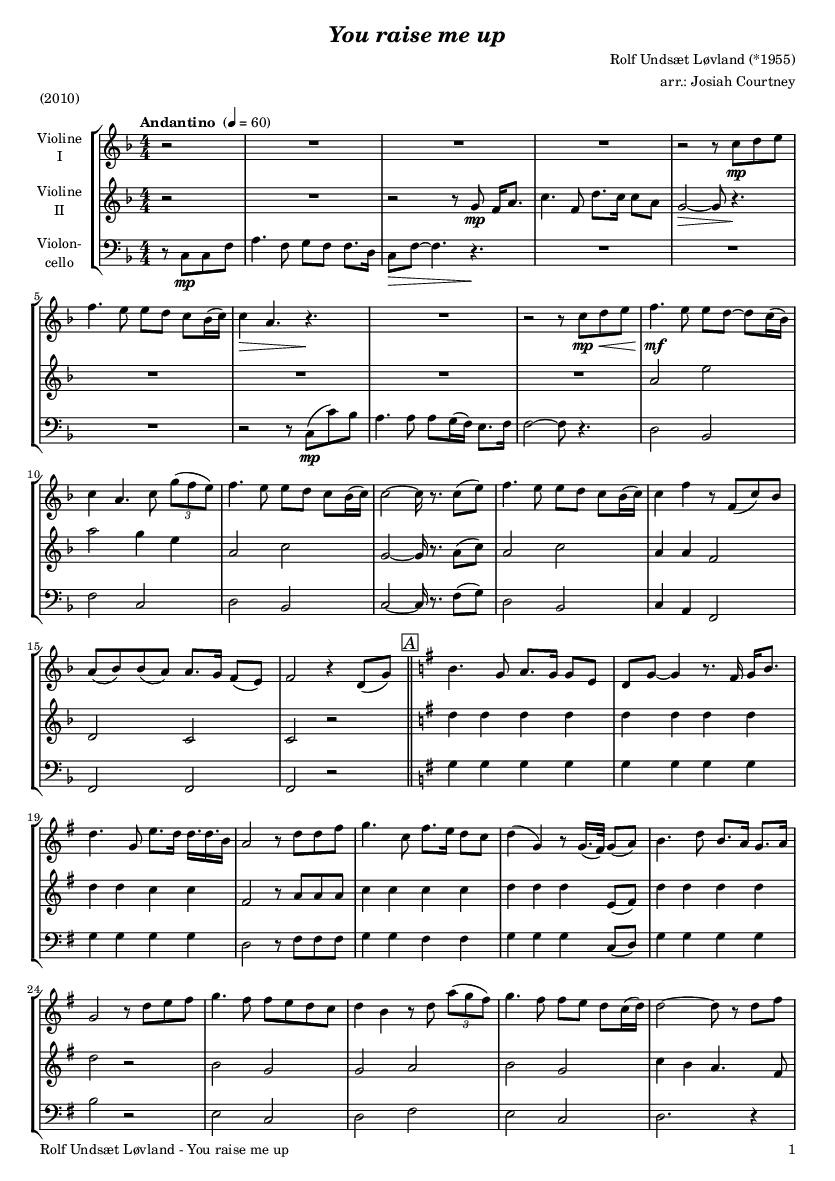 You raise me up
Rolf Undsæt Løvland (*1955)
arr.: Josiah Courtney
(2010)
Andantino (♩ = 60)
Violine
I
mp
Violine
II
mp
Violon-
cello
mp
5
mp
mf
mp
10
3
15
A
19
24
3
Rolf Undsæt Løvland - You raise me up
1